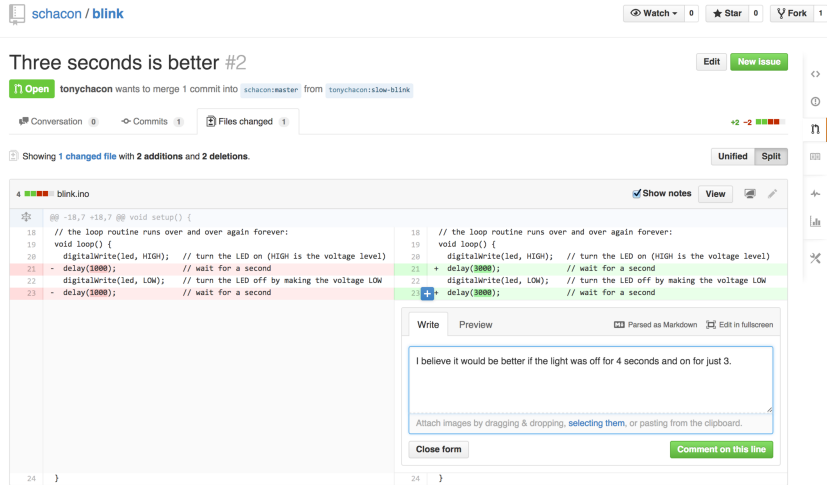 schacon / blink
Watch 0 Star 0 Fork 1
Three seconds is better #2
Edit New issue
Open tonychacon wants to merge 1 commit into schacon:master from tonychacon:slow-blink
Conversation 0 Commits 1 Files changed 1 +2 −2
Showing 1 changed file with 2 additions and 2 deletions.
Unified Split
4 blink.ino
Show notes View
@@ -18,7 +18,7 @@ void setup() {
18 // the loop routine runs over and over again forever:
19 void loop() {
20 digitalWrite(led, HIGH); // turn the LED on (HIGH is the voltage level)
21 - delay(1000); // wait for a second
22 digitalWrite(led, LOW); // turn the LED off by making the voltage LOW
23 - delay(1000); // wait for a second
18 // the loop routine runs over and over again forever:
19 void loop() {
20 digitalWrite(led, HIGH); // turn the LED on (HIGH is the voltage level)
21 + delay(3000); // wait for a second
22 digitalWrite(led, LOW); // turn the LED off by making the voltage LOW
23 + delay(3000); // wait for a second
Write Preview Parsed as Markdown Edit in fullscreen
I believe it would be better if the light was off for 4 seconds and on for just 3.
Attach images by dragging & dropping, selecting them, or pasting from the clipboard.
Close form Comment on this line
24 }
24 }